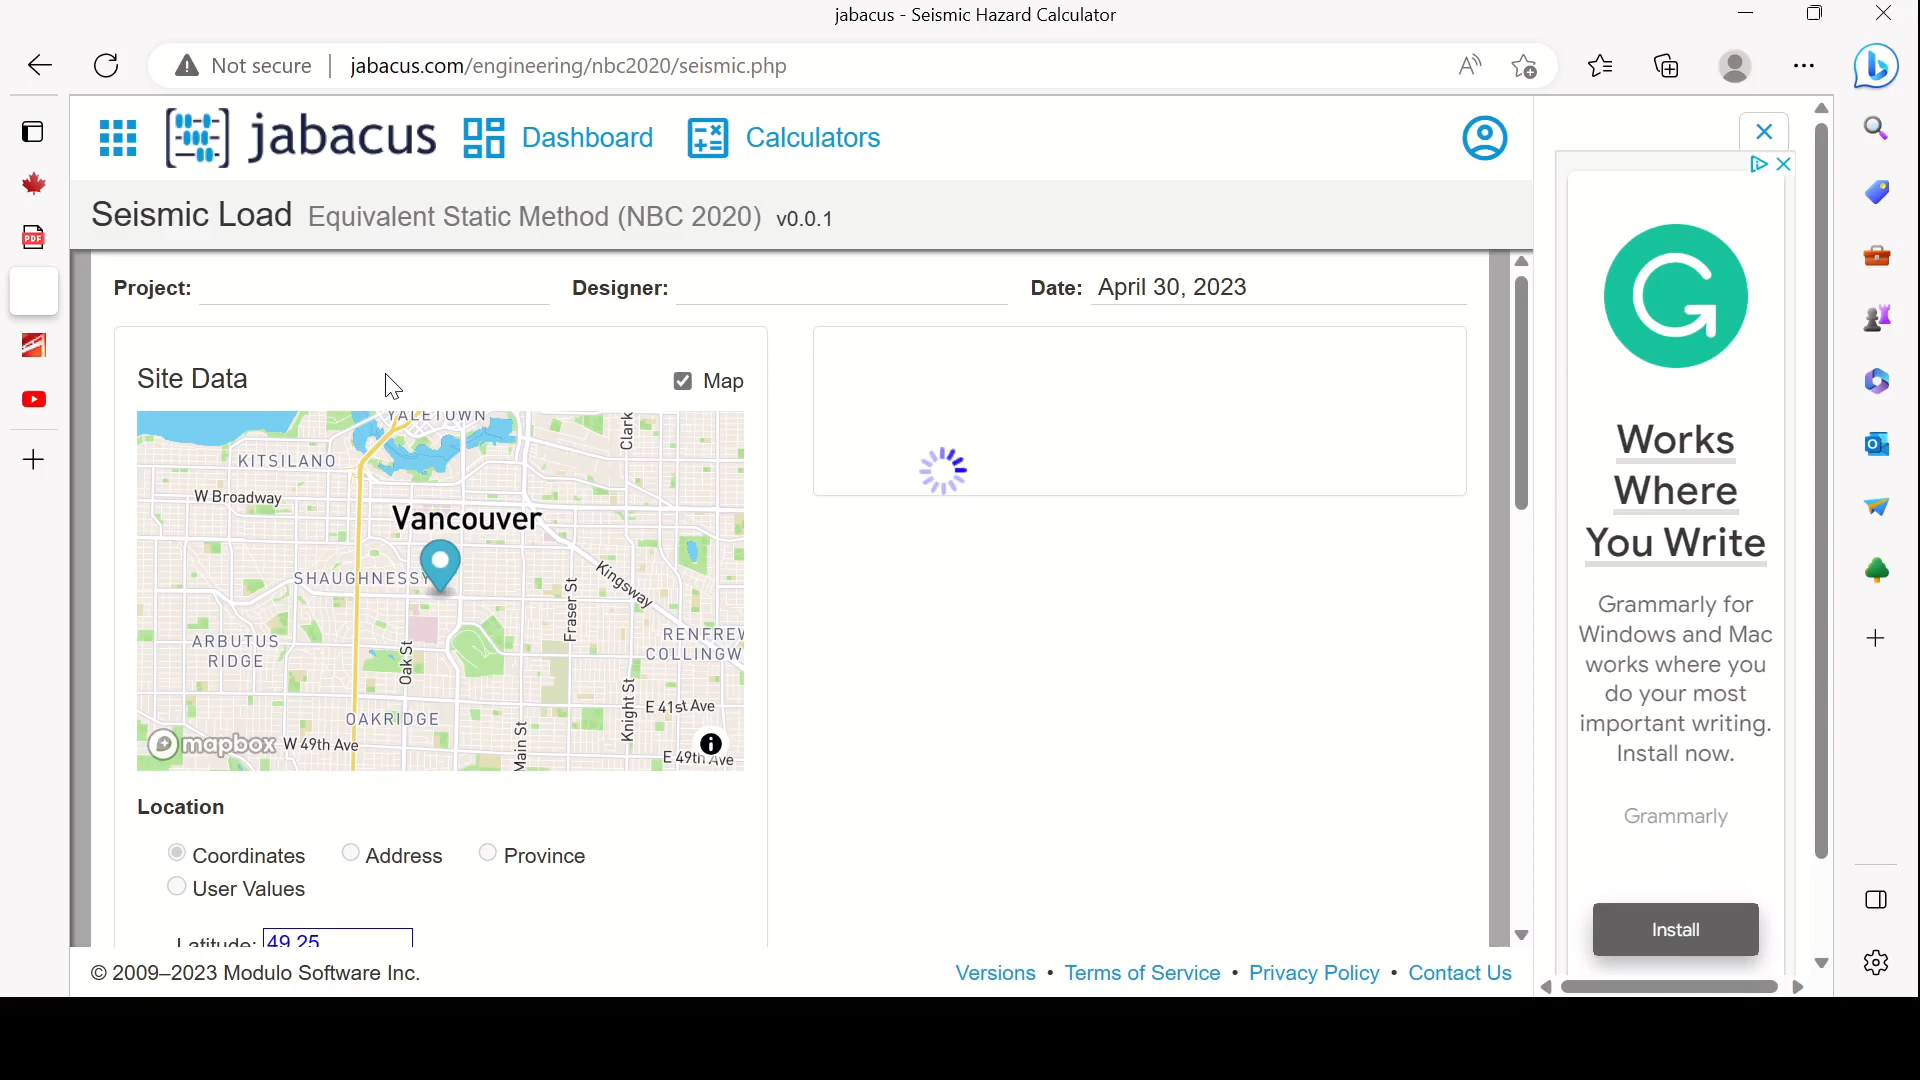 jabacus - Seismic Hazard Calculator
Not secure | jabacus.com/engineering/nbc2020/seismic.php
jabacus Dashboard Calculators
Seismic Load Equivalent Static Method (NBC 2020) v0.0.1
Project: Designer: Date: April 30, 2023
Site Data Map
YALETOWN
Clark
KITSILANO
W Broadway
Vancouver
SHAUGHNESSY
Kingsway
Fraser St
ARBUTUS
RIDGE
Oak St
RENFREW
COLLINGW
Knight St
E 41st Ave
OAKRIDGE
Main St
mapbox
W 49th Ave
E 49th Ave
Location
Coordinates Address Province
User Values
Latitude: 49.25
© 2009–2023 Modulo Software Inc.
Versions • Terms of Service • Privacy Policy • Contact Us
Works
Where
You Write
Grammarly for
Windows and Mac
works where you
do your most
important writing.
Install now.
Grammarly
Install
PDF